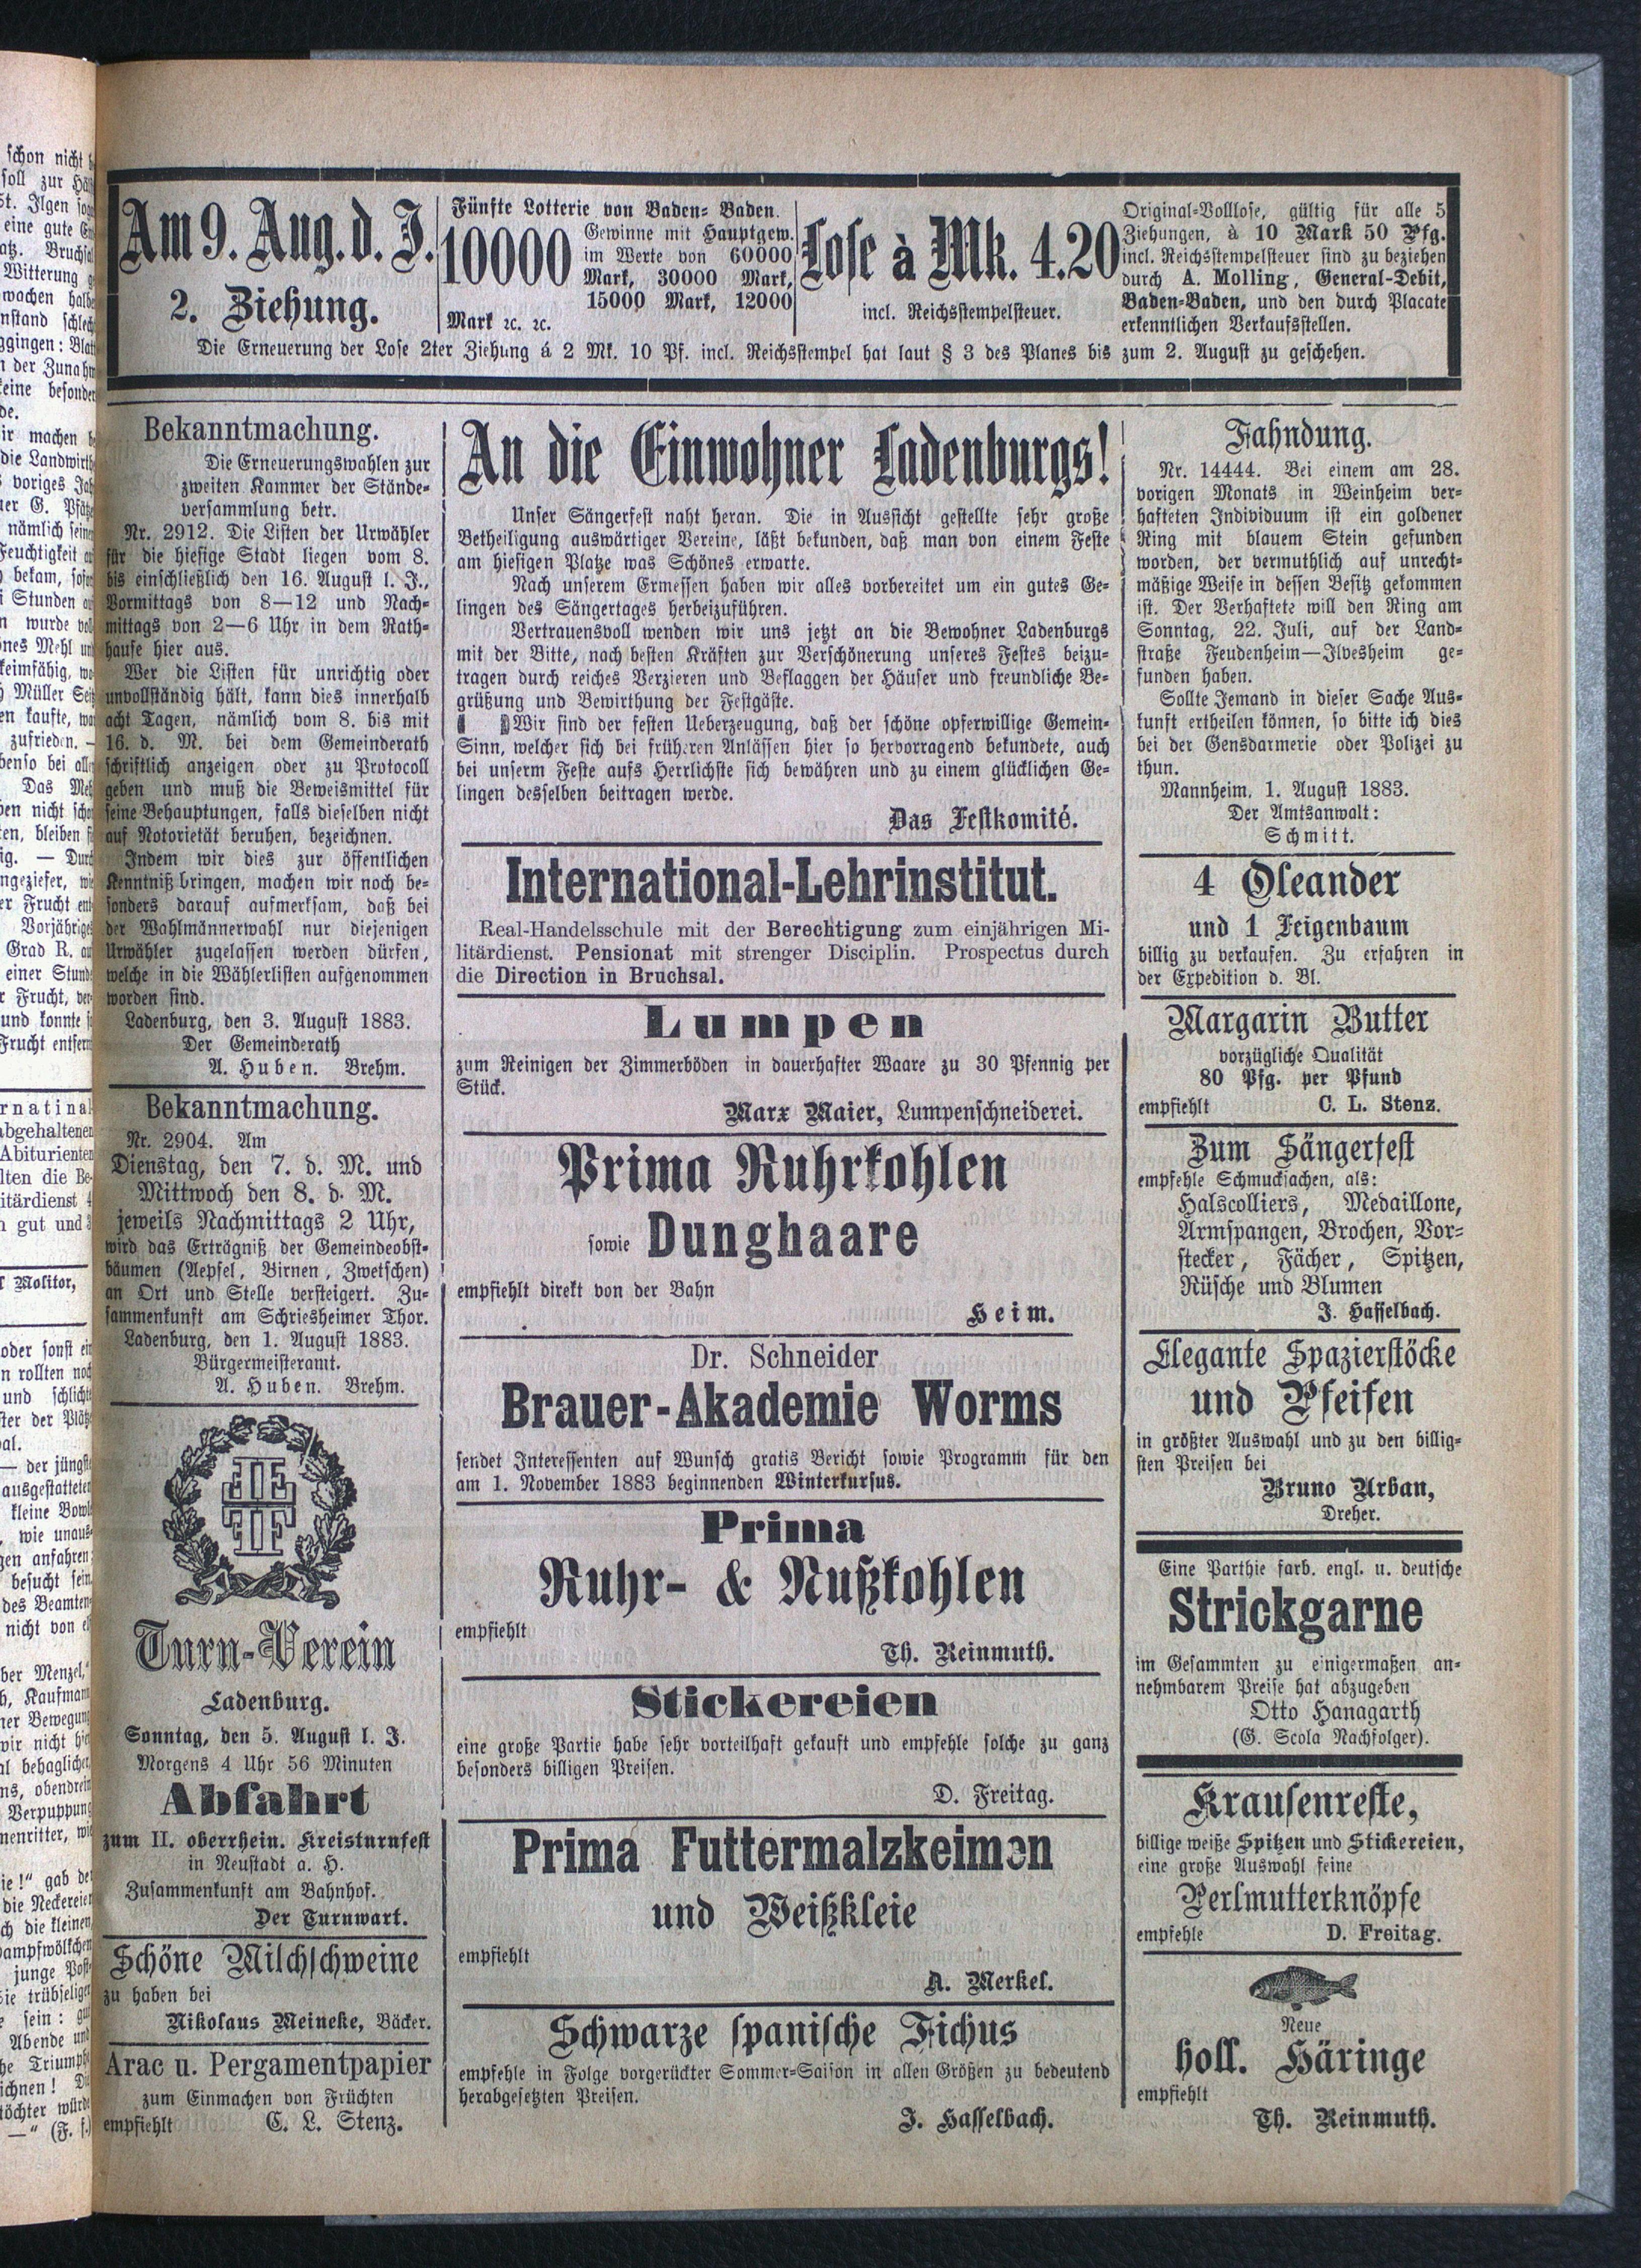 Am 9. Aug. d. J.
2. Ziehung.
Fünfte Lotterie von Baden-Baden.
10000 Gewinne mit Hauptgew.
im Werte von 60000
Mark, 30000 Mark,
15000 Mark, 12000
Mark ꝛc. ꝛc.
Lose à Mk. 4.20
incl. Reichsstempelsteuer.
Original-Volllose, gültig für alle 5
Ziehungen, à 10 Mark 50 Pfg.
incl. Reichsstempelsteuer sind zu beziehen
durch A. Molling, General-Debit,
Baden-Baden, und den durch Placate
erkenntlichen Verkaufsstellen.
Die Erneuerung der Lose 2ter Ziehung á 2 Mk. 10 Pf. incl. Reichsstempel hat laut § 3 des Planes bis zum 2. August zu geschehen.
Bekanntmachung.
Die Erneuerungswahlen zur
zweiten Kammer der Stände-
versammlung betr.
Nr. 2912. Die Listen der Urwähler
für die hiesige Stadt liegen vom 8.
bis einschließlich den 16. August l. J.,
Vormittags von 8—12 und Nach-
mittags von 2—6 Uhr in dem Rath-
hause hier aus.
Wer die Listen für unrichtig oder
unvollständig hält, kann dies innerhalb
acht Tagen, nämlich vom 8. bis mit
16. d. M. bei dem Gemeinderath
schriftlich anzeigen oder zu Protocoll
geben und muß die Beweismittel für
seine Behauptungen, falls dieselben nicht
auf Notorietät beruhen, bezeichnen.
Indem wir dies zur öffentlichen
Kenntniß bringen, machen wir noch be-
sonders darauf aufmerksam, daß bei
der Wahlmännerwahl nur diejenigen
Urwähler zugelassen werden dürfen,
welche in die Wählerlisten aufgenommen
worden sind.
Ladenburg, den 3. August 1883.
Der Gemeinderath
A. Huben. Brehm.
Bekanntmachung.
Nr. 2904. Am
Dienstag, den 7. d. M. und
Mittwoch den 8. d. M.
jeweils Nachmittags 2 Uhr,
wird das Erträgniß der Gemeindeobst-
bäumen (Aepfel, Birnen, Zwetschen)
an Ort und Stelle versteigert. Zu-
sammenkunft am Schriesheimer Thor.
Ladenburg, den 1. August 1883.
Bürgermeisteramt.
A. Huben. Brehm.
Turn-Verein
Ladenburg.
Sonntag, den 5. August l. J.
Morgens 4 Uhr 56 Minuten
Abfahrt
zum II. oberrhein. Kreisturnfest
in Neustadt a. H.
Zusammenkunft am Bahnhof.
Der Turnwart.
Schöne Milchschweine
zu haben bei
Nikolaus Meineke, Bäcker.
Arac u. Pergamentpapier
zum Einmachen von Früchten
empfiehlt C. L. Stenz.
An die Einwohner Ladenburgs!
Unser Sängerfest naht heran. Die in Aussicht gestellte sehr große
Betheiligung auswärtiger Vereine, läßt bekunden, daß man von einem Feste
am hiesigen Platze was Schönes erwarte.
Nach unserem Ermessen haben wir alles vorbereitet um ein gutes Ge-
lingen des Sängertages herbeizuführen.
Vertrauensvoll wenden wir uns jetzt an die Bewohner Ladenburgs
mit der Bitte, nach besten Kräften zur Verschönerung unseres Festes beizu-
tragen durch reiches Verzieren und Beflaggen der Häuser und freundliche Be-
grüßung und Bewirthung der Festgäste.
Wir sind der festen Ueberzeugung, daß der schöne opferwillige Gemein-
Sinn, welcher sich bei früheren Anlässen hier so hervorragend bekundete, auch
bei unserm Feste aufs Herrlichste sich bewähren und zu einem glücklichen Ge-
lingen desselben beitragen werde.
Das Festkomité.
International-Lehrinstitut.
Real-Handelsschule mit der Berechtigung zum einjährigen Mi-
litärdienst. Pensionat mit strenger Disciplin. Prospectus durch
die Direction in Bruchsal.
Lumpen
zum Reinigen der Zimmerböden in dauerhafter Waare zu 30 Pfennig per
Stück.
Marx Maier, Lumpenschneiderei.
Prima Ruhrkohlen
sowie Dunghaare
empfiehlt direkt von der Bahn
Heim.
Dr. Schneider
Brauer-Akademie Worms
sendet Interessenten auf Wunsch gratis Bericht sowie Programm für den
am 1. November 1883 beginnenden Winterkursus.
Prima
Ruhr- & Nußkohlen
empfiehlt
Th. Reinmuth.
Stickereien
eine große Partie habe sehr vorteilhaft gekauft und empfehle solche zu ganz
besonders billigen Preisen.
D. Freitag.
Prima Futtermalzkeimen
und Weißkleie
empfiehlt
A. Merkel.
Schwarze spanische Fichus
empfehle in Folge vorgerückter Sommer-Saison in allen Größen zu bedeutend
herabgesetzten Preisen.
J. Hasselbach.
Fahndung.
Nr. 14444. Bei einem am 28.
vorigen Monats in Weinheim ver-
hafteten Individuum ist ein goldener
Ring mit blauem Stein gefunden
worden, der vermuthlich auf unrecht-
mäßige Weise in dessen Besitz gekommen
ist. Der Verhaftete will den Ring am
Sonntag, 22. Juli, auf der Land-
straße Feudenheim—Ilvesheim ge-
funden haben.
Sollte Jemand in dieser Sache Aus-
kunft ertheilen können, so bitte ich dies
bei der Gensdarmerie oder Polizei zu
thun.
Mannheim, 1. August 1883.
Der Amtsanwalt:
Schmitt.
4 Oleander
und 1 Feigenbaum
billig zu verkaufen. Zu erfahren in
der Expedition d. Bl.
Margarin Butter
vorzügliche Qualität
80 Pfg. per Pfund
empfiehlt C. L. Stenz.
Zum Sängerfest
empfehle Schmucksachen, als:
Halscolliers, Medaillone,
Armspangen, Brochen, Vor-
stecker, Fächer, Spitzen,
Rüsche und Blumen
J. Hasselbach.
Elegante Spazierstöcke
und Pfeifen
in größter Auswahl und zu den billig-
sten Preisen bei
Bruno Urban,
Dreher.
Eine Parthie farb. engl. u. deutsche
Strickgarne
im Gesammten zu einigermaßen an-
nehmbarem Preise hat abzugeben
Otto Hanagarth
(G. Scola Nachfolger).
Krausenreste,
billige weiße Spitzen und Stickereien,
eine große Auswahl feine
Perlmutterknöpfe
empfehle D. Freitag.
Neue
holl. Häringe
empfiehlt
Th. Reinmuth.